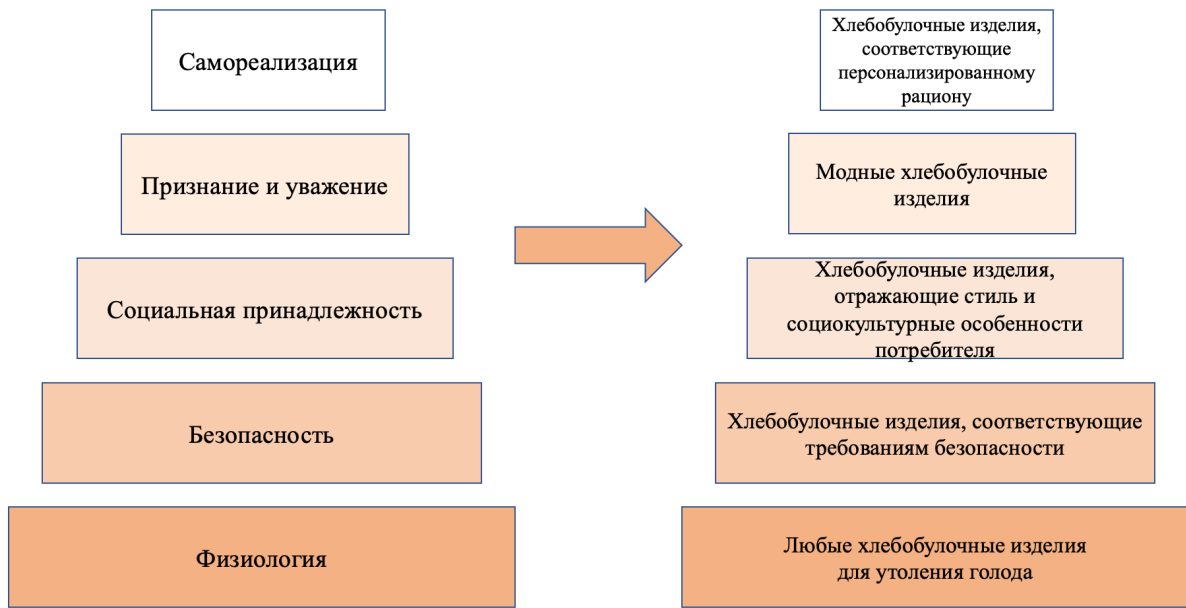 Самореализация
Хлебобулочные изделия,
соответствующие
персонализированному
рациону
Признание и уважение
Модные хлебобулочные
изделия
Социальная принадлежность
Хлебобулочные изделия,
отражающие стиль и
социокультурные особенности
потребителя
Безопасность
Хлебобулочные изделия, соответствующие
требованиям безопасности
Физиология
Любые хлебобулочные изделия
для утоления голода